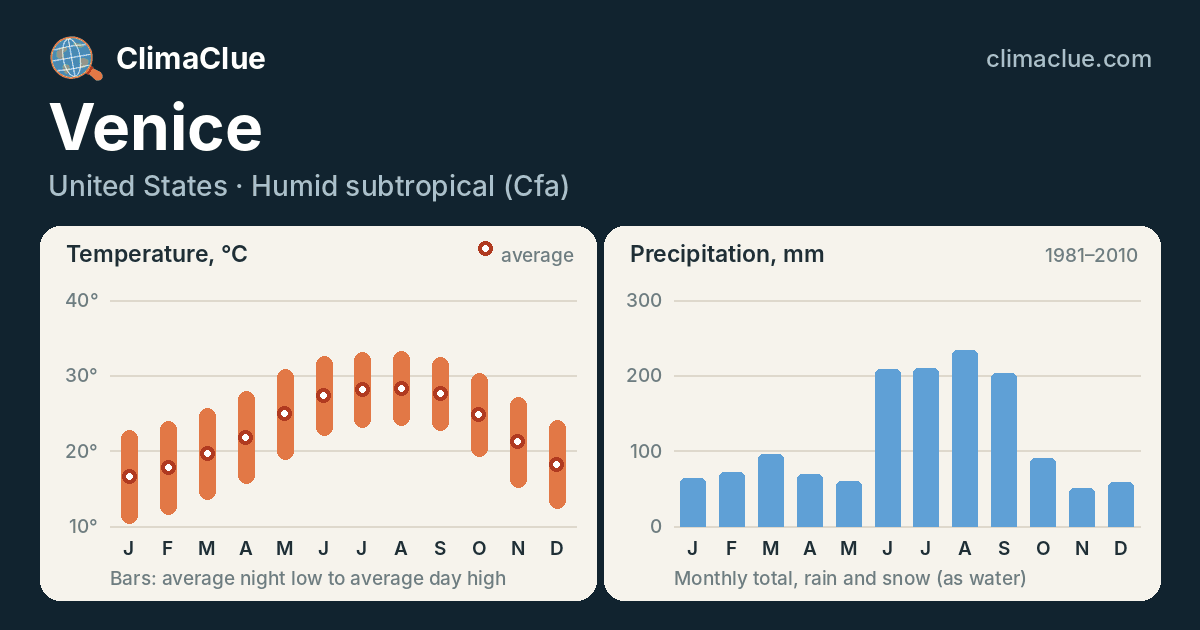 ClimaClue
climaclue.com
Venice
United States · Humid subtropical (Cfa)
Temperature, °C
average
40°
30°
20°
10°
J F M A M J J A S O N D
Bars: average night low to average day high
Precipitation, mm
1981–2010
300
200
100
0
J F M A M J J A S O N D
Monthly total, rain and snow (as water)